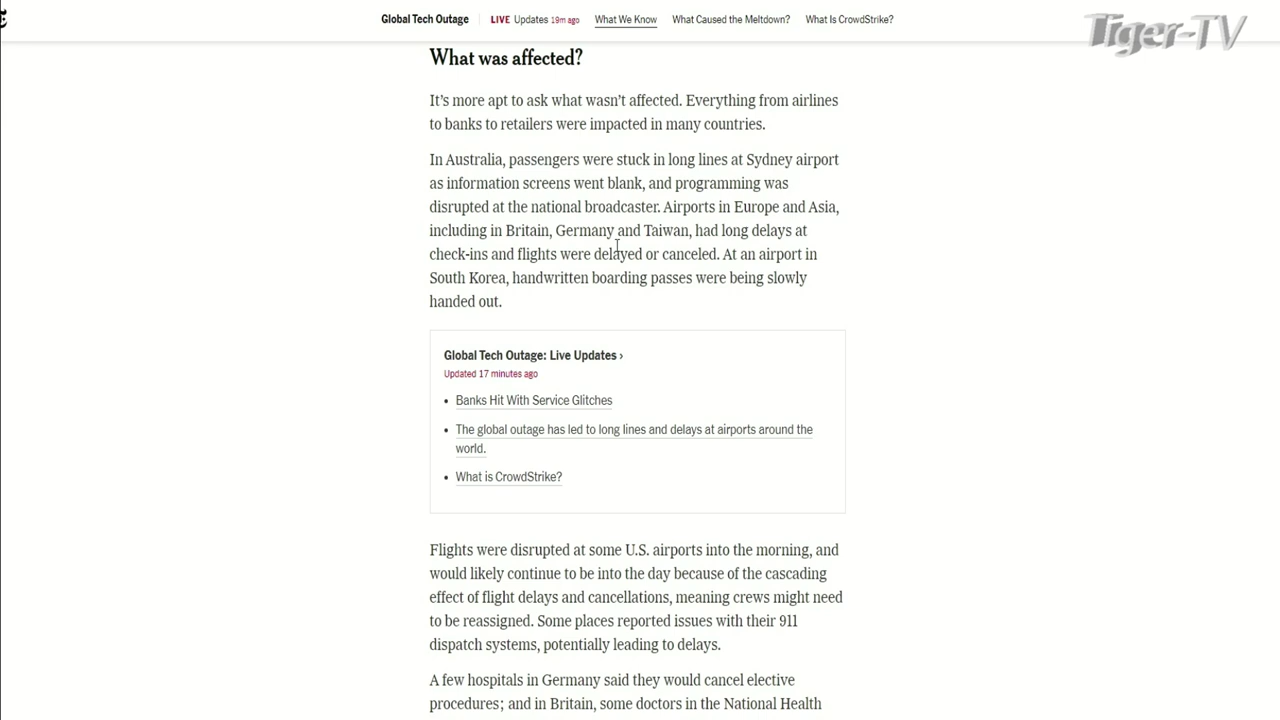 Global Tech Outage LIVE Updates 19m ago What We Know What Caused the Meltdown? What Is CrowdStrike?
Tiger-TV
What was affected?
It’s more apt to ask what wasn’t affected. Everything from airlines
to banks to retailers were impacted in many countries.
In Australia, passengers were stuck in long lines at Sydney airport
as information screens went blank, and programming was
disrupted at the national broadcaster. Airports in Europe and Asia,
including in Britain, Germany and Taiwan, had long delays at
check-ins and flights were delayed or canceled. At an airport in
South Korea, handwritten boarding passes were being slowly
handed out.
Global Tech Outage: Live Updates ›
Updated 17 minutes ago
• Banks Hit With Service Glitches
• The global outage has led to long lines and delays at airports around the
world.
• What is CrowdStrike?
Flights were disrupted at some U.S. airports into the morning, and
would likely continue to be into the day because of the cascading
effect of flight delays and cancellations, meaning crews might need
to be reassigned. Some places reported issues with their 911
dispatch systems, potentially leading to delays.
A few hospitals in Germany said they would cancel elective
procedures; and in Britain, some doctors in the National Health